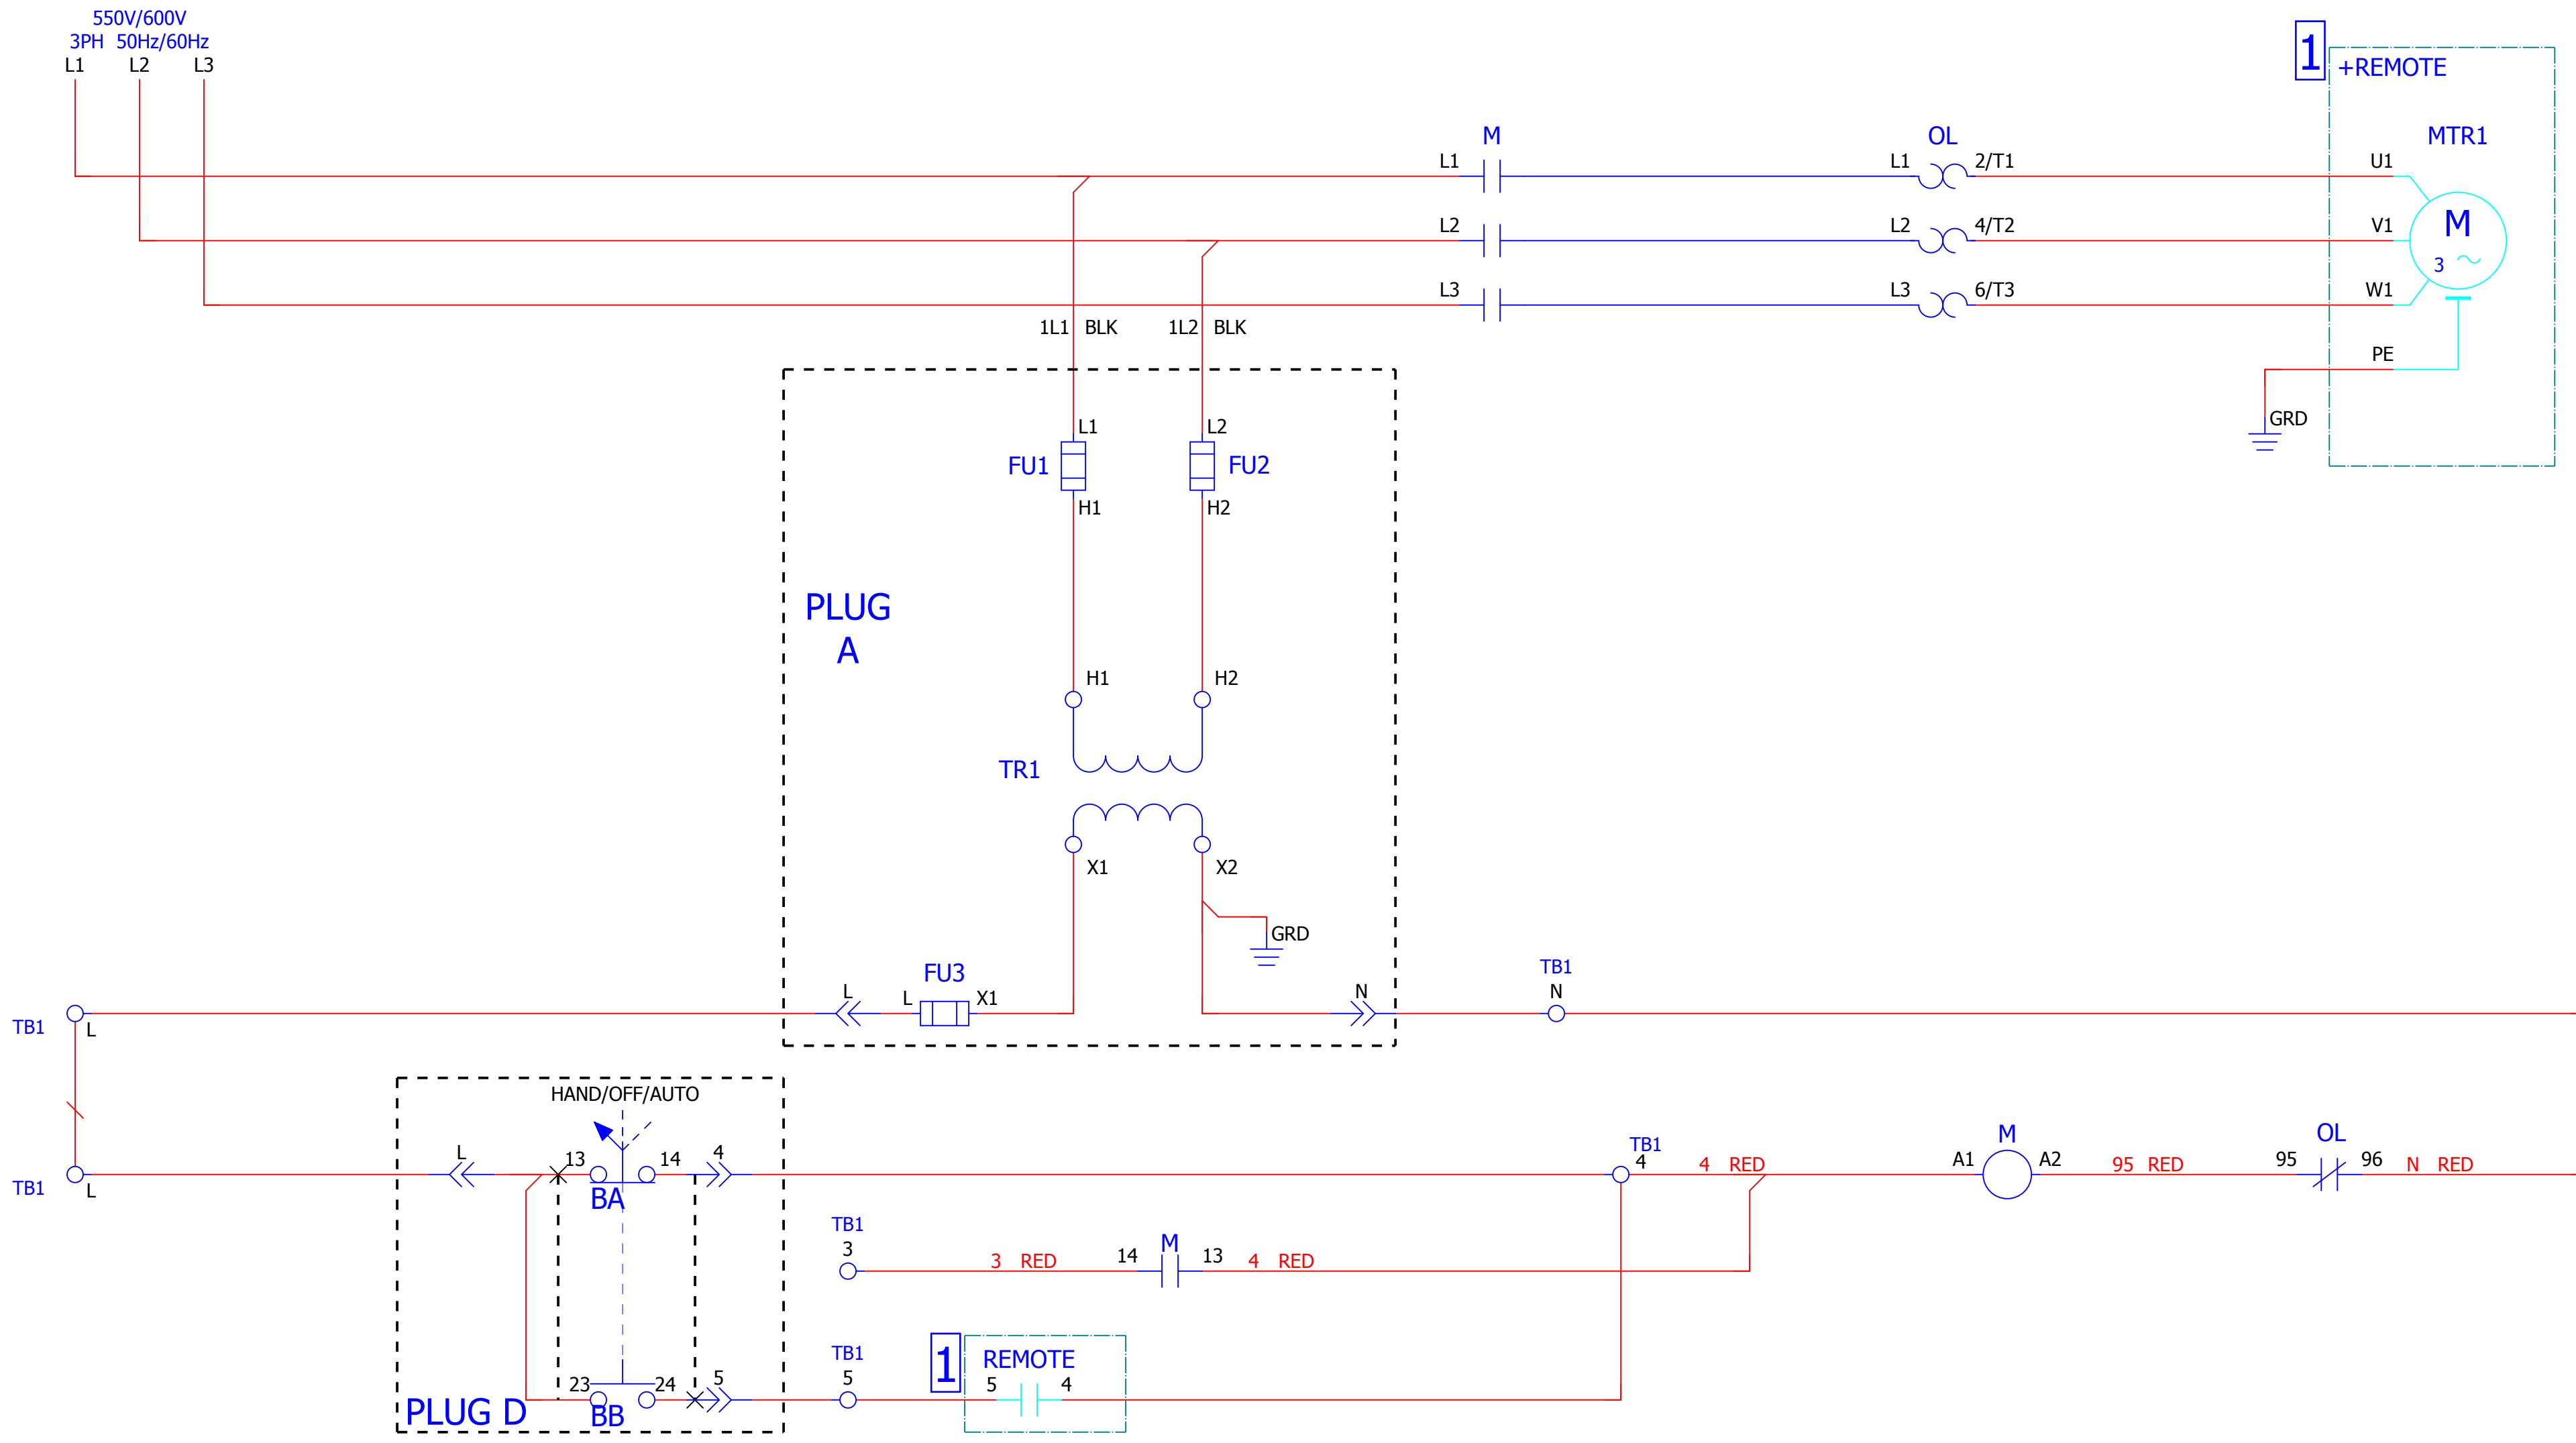 550V/600V
3PH 50Hz/60Hz
L1 L2 L3
1 +REMOTE
M OL MTR1
L1 L1 2/T1 U1
L2 L2 4/T2 V1
M
3
L3 L3 6/T3 W1
1L1 BLK 1L2 BLK
PE
GRD
L1 L2
FU1 FU2
H1 H2
PLUG
A
H1 H2
TR1
X1 X2
GRD
FU3
L L X1 N
TB1
N
TB1 L
HAND/OFF/AUTO
L 13 14 4
TB1 L
BA
TB1
4
4 RED
M
A1 A2
95 RED
OL
95 96
N RED
TB1
3
3 RED
M
14 13
4 RED
TB1
5
1 REMOTE
5 4
23 24 5
PLUG D BB